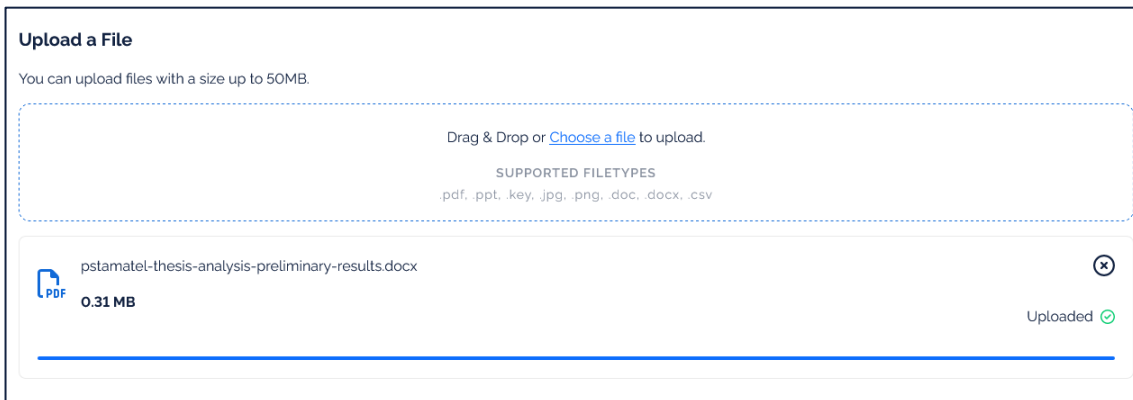 Upload a File
You can upload files with a size up to 50MB.
Drag & Drop or Choose a file to upload.
SUPPORTED FILETYPES
.pdf, .ppt, .key, .jpg, .png, .doc, .docx, .csv
pstamatel-thesis-analysis-preliminary-results.docx
PDF
0.31 MB
Uploaded